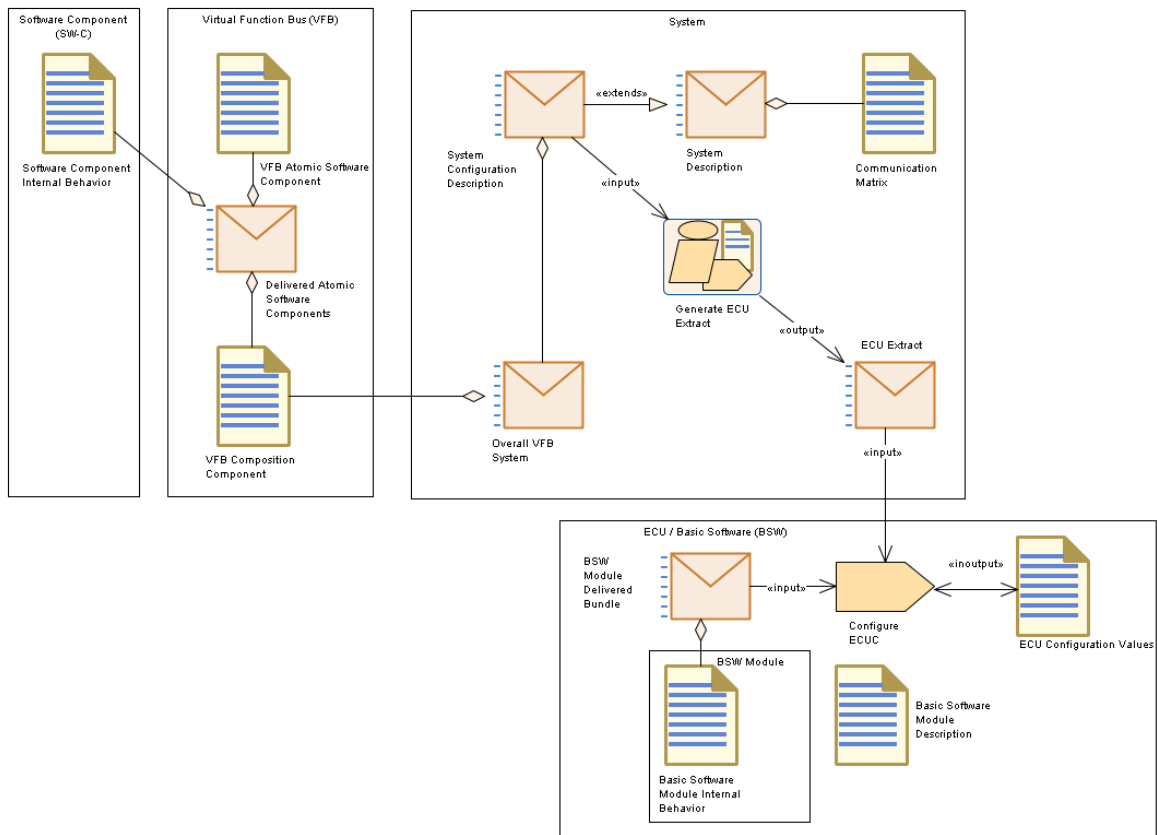 Software Component
(SW-C)
Software Component
Internal Behavior
Virtual Function Bus (VFB)
VFB Atomic Software
Component
Delivered Atomic
Software
Components
VFB Composition
Component
System
System
Configuration
Description
«extends»
System
Description
Communication
Matrix
«input»
Generate ECU
Extract
«output»
ECU Extract
Overall VFB
System
«input»
ECU / Basic Software (BSW)
BSW
Module
Delivered
Bundle
«input»
Configure
ECUC
«inoutput»
ECU Configuration Values
BSW Module
Basic Software
Module Internal
Behavior
Basic Software
Module
Description